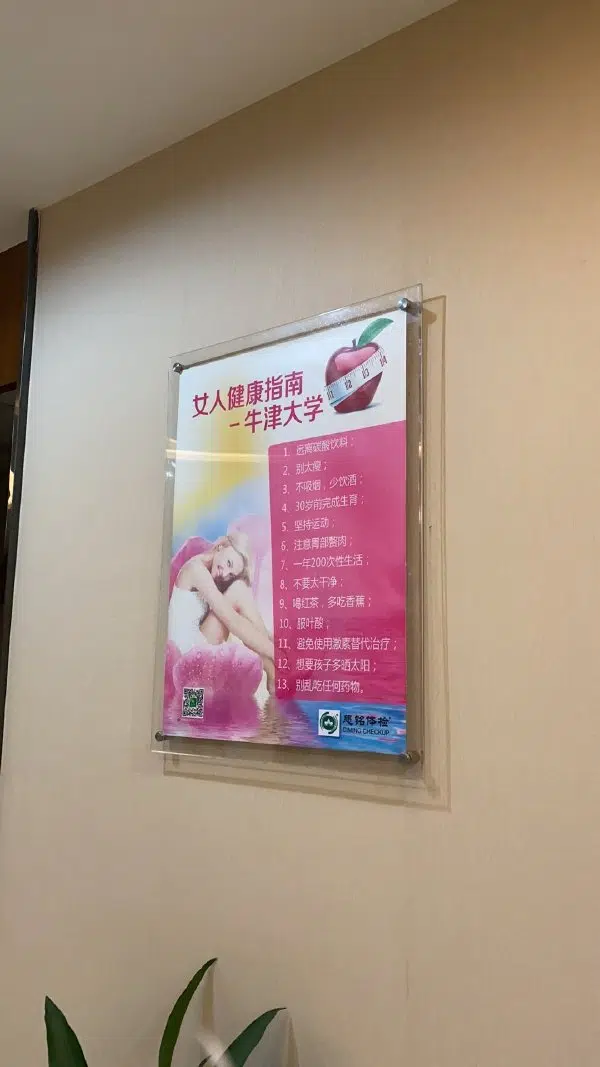 女人健康指南
－牛津大学
1、远离碳酸饮料；
2、别太瘦；
3、不吸烟，少饮酒；
4、30岁前完成生育；
5、坚持运动；
6、注意胃部赘肉；
7、一年200次性生活；
8、不要太干净；
9、喝红茶，多吃香蕉；
10、服叶酸；
11、避免使用激素替代治疗；
12、想要孩子多晒太阳；
13、别乱吃任何药物。
慈铭体检
CIMING CHECKUP